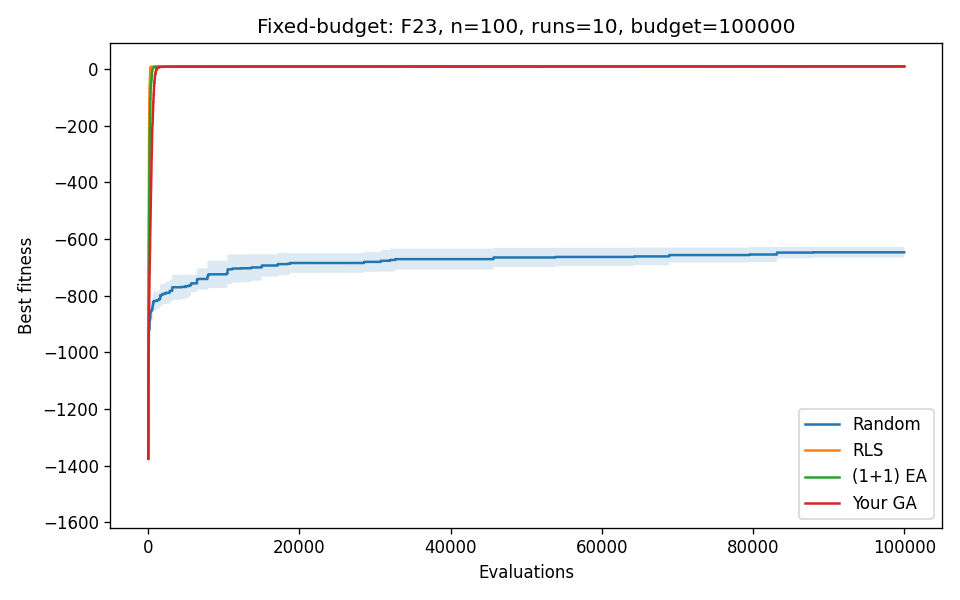 Fixed-budget: F23, n=100, runs=10, budget=100000
Best fitness
0
−200
−400
−600
−800
−1000
−1200
−1400
−1600
0
20000
40000
60000
80000
100000
Evaluations
Random
RLS
(1+1) EA
Your GA